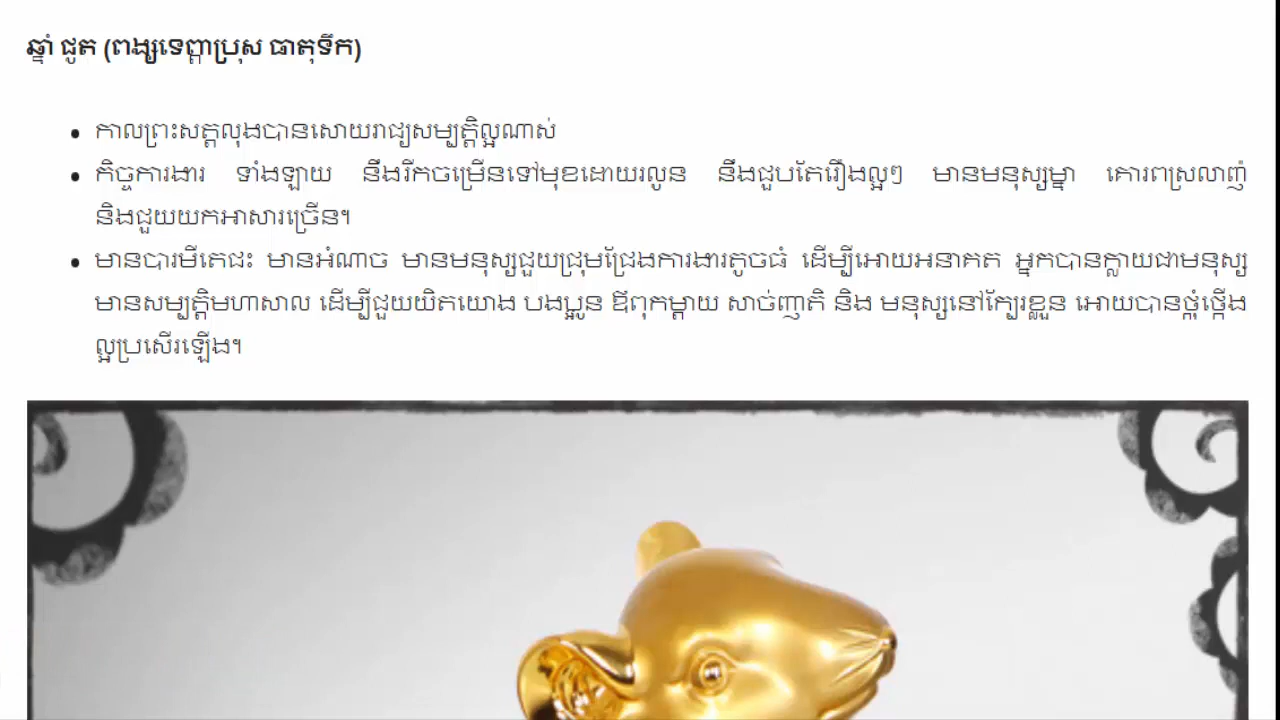 ឆ្នាំ ជូត (ពង្សទេព្តាប្រុស ធាតុទឹក)
កាលព្រះសត្តលុងបានសោយរាជ្យសម្បត្តិល្អណាស់
កិច្ចការងារ ទាំងឡាយ នឹងរីកចម្រើនទៅមុខដោយរលូន នឹងជួបតែរឿងល្អៗ មានមនុស្សម្នា គោរពស្រលាញ់
និងជួយយកអាសារច្រើន។
មានបារមីតេជះ មានអំណាច មានមនុស្សជួយជ្រុមជ្រែងការងារតូចធំ ដើម្បីអោយអនាគត អ្នកបានក្លាយជាមនុស្ស
មានសម្បត្តិមហាសាល ដើម្បីជួយយិតយោង បងប្អូន ឪពុកម្តាយ សាច់ញាតិ និង មនុស្សនៅក្បែរខ្លួន អោយបានថ្កុំថ្កើង
ល្អប្រសើរឡើង។